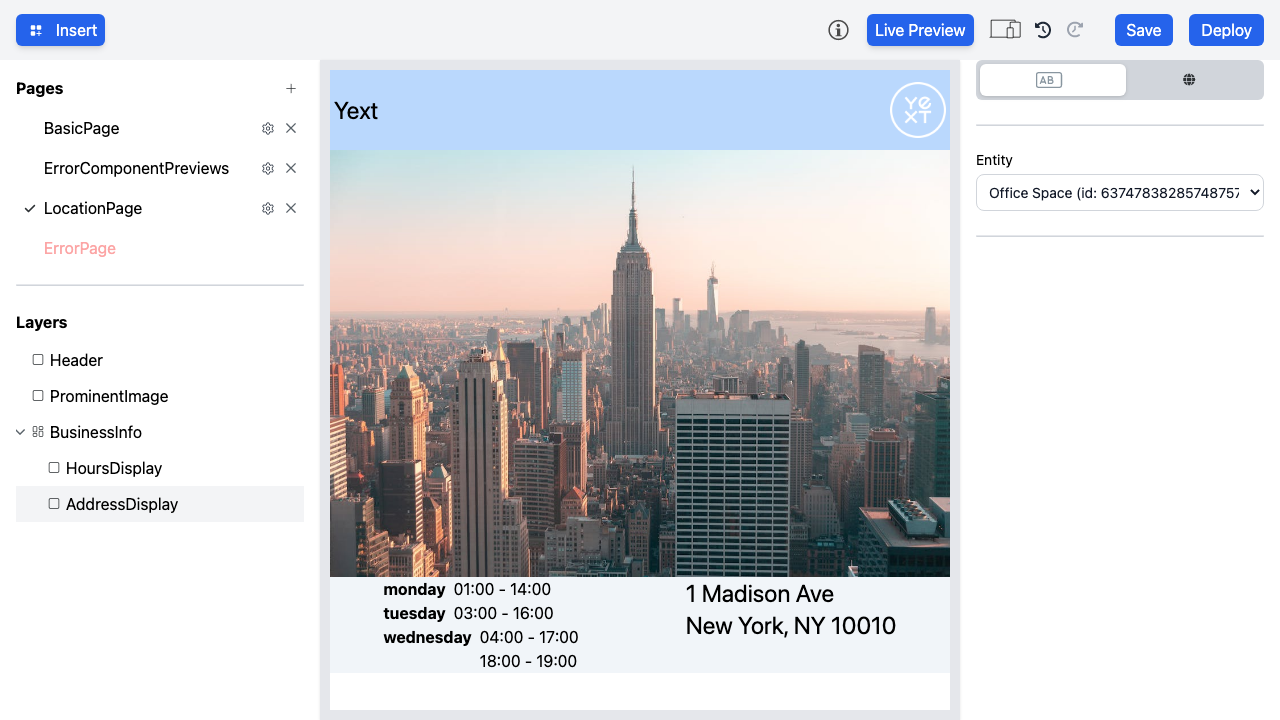 Insert
Live Preview
Save
Deploy
Pages
BasicPage
ErrorComponentPreviews
LocationPage
ErrorPage
Layers
Header
ProminentImage
BusinessInfo
HoursDisplay
AddressDisplay
Yext
YEXT
monday 01:00 - 14:00
tuesday 03:00 - 16:00
wednesday 04:00 - 17:00
18:00 - 19:00
1 Madison Ave
New York, NY 10010
AB
Entity
Office Space (id: 63747838285748757